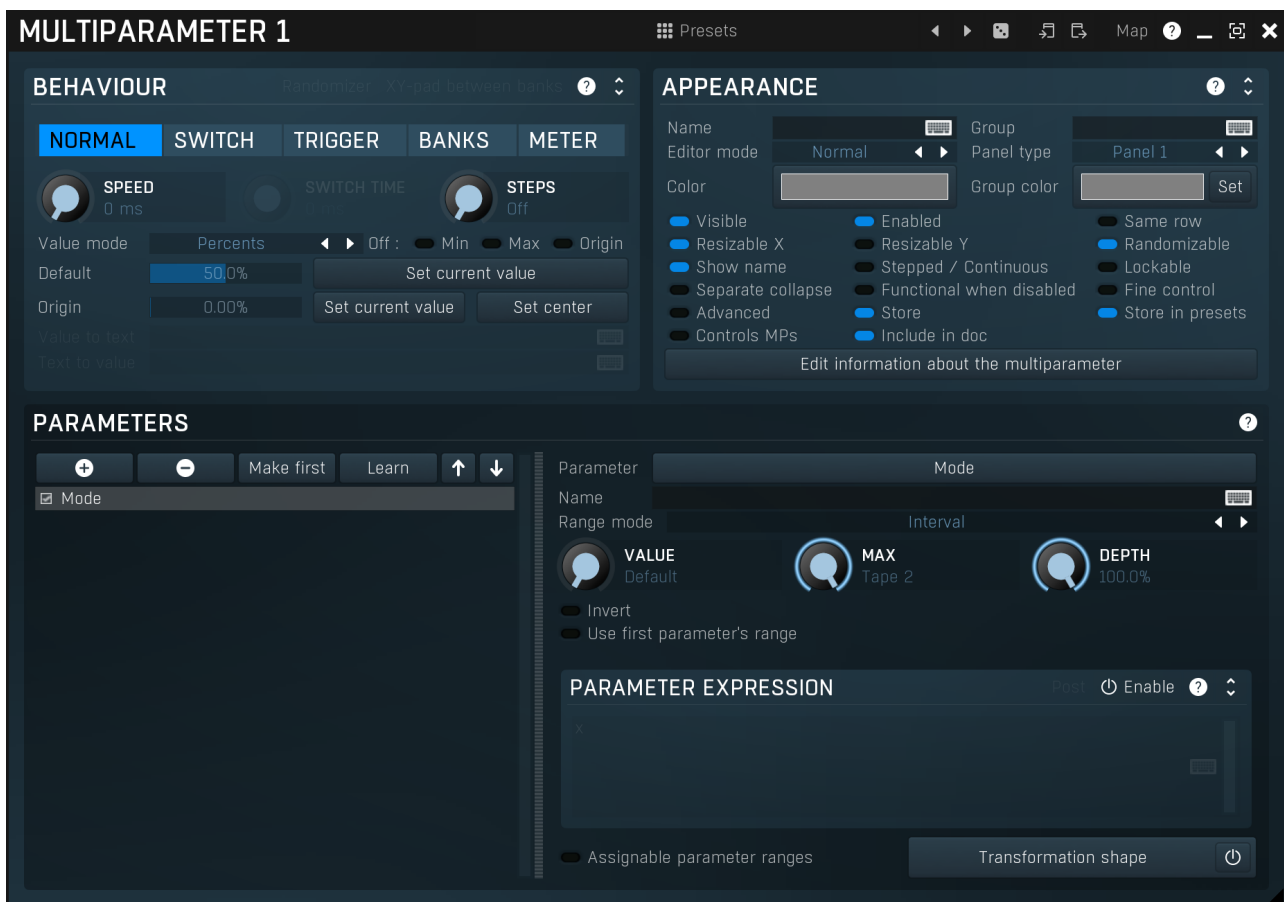 MULTIPARAMETER 1 Presets Map ?
BEHAVIOUR Randomizer XY-pad between banks ?
NORMAL SWITCH TRIGGER BANKS METER
SPEED
0 ms
SWITCH TIME
STEPS
Off
Value mode Percents Off : Min Max Origin
Default 50.0% Set current value
Origin 0.00% Set current value Set center
Value to text
Text to value
APPEARANCE ?
Name Group
Editor mode Normal Panel type Panel 1
Color Group color Set
Visible Enabled Same row
Resizable X Resizable Y Randomizable
Show name Stepped / Continuous Lockable
Separate collapse Functional when disabled Fine control
Advanced Store Store in presets
Controls MPs Include in doc
Edit information about the multiparameter
PARAMETERS ?
Make first Learn
Mode
Parameter Mode
Name
Range mode Interval
VALUE
Default
MAX
Tape 2
DEPTH
100.0%
Invert
Use first parameter's range
PARAMETER EXPRESSION Post Enable ?
x
Assignable parameter ranges Transformation shape